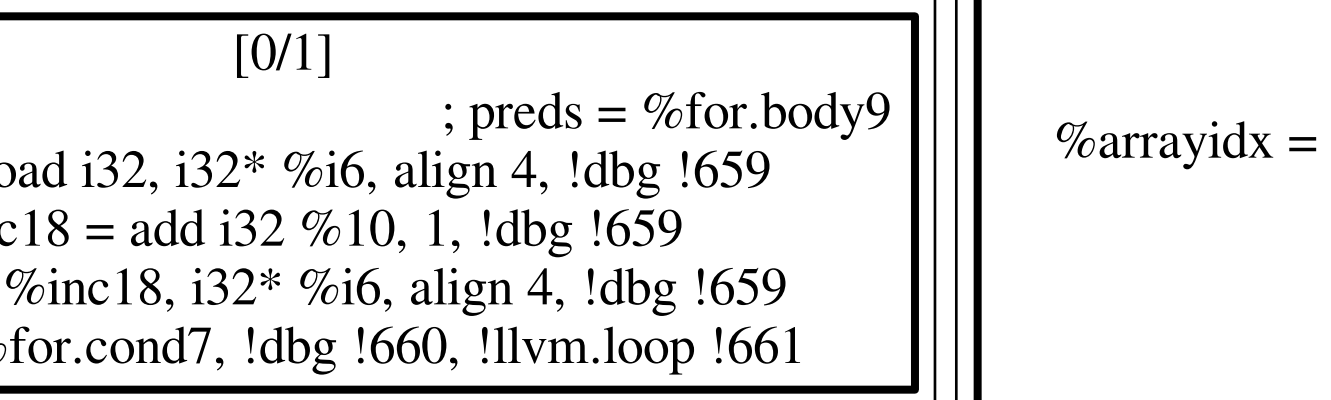 [0/1]
; preds = %for.body9
oad i32, i32* %i6, align 4, !dbg !659
c18 = add i32 %10, 1, !dbg !659
%inc18, i32* %i6, align 4, !dbg !659
for.cond7, !dbg !660, !llvm.loop !661
%arrayidx =